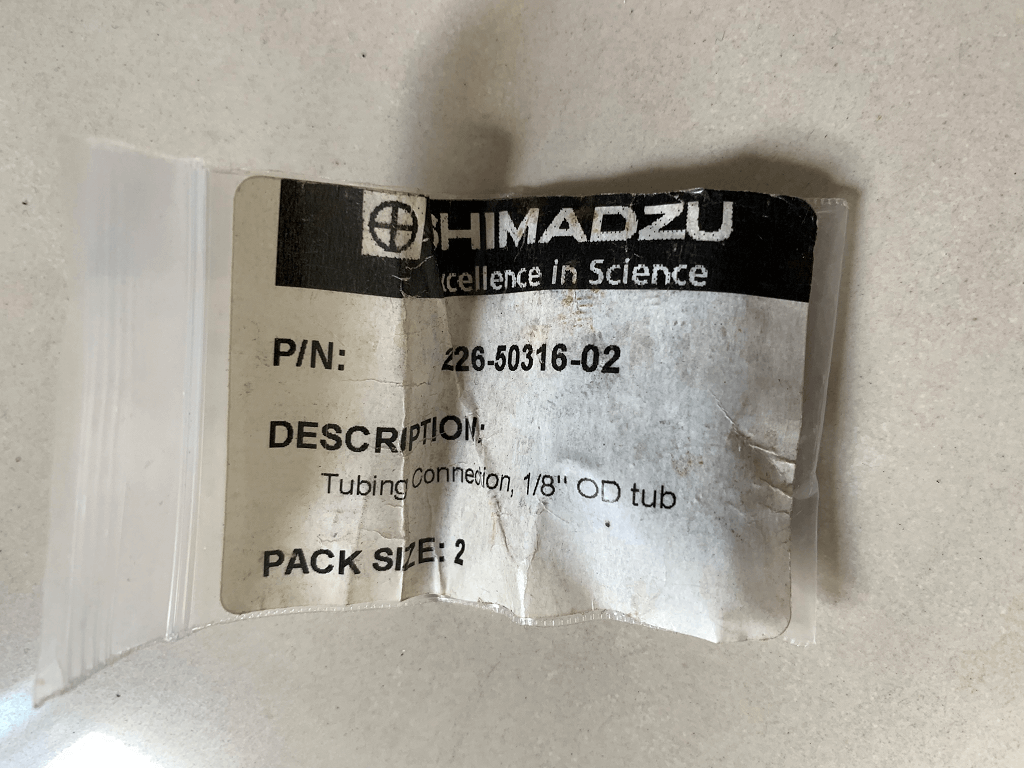 SHIMADZU
Excellence in Science
P/N: 226-50316-02
DESCRIPTION:
Tubing Connection, 1/8" OD tub
PACK SIZE: 2